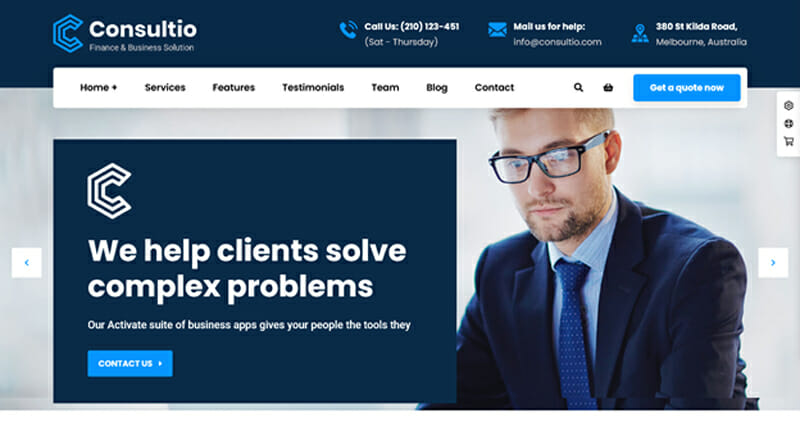 Consultio
Finance & Business Solution
Call Us: (210) 123-451
(Sat - Thursday)
Mail us for help:
info@consultio.com
380 St Kilda Road,
Melbourne, Australia
Home +
Services
Features
Testimonials
Team
Blog
Contact
Get a quote now
We help clients solve
complex problems
Our Activate suite of business apps gives your people the tools they
CONTACT US